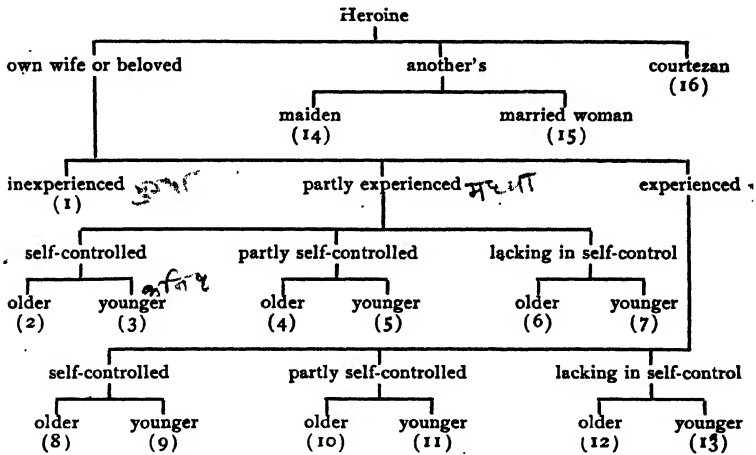 Heroine
own wife or beloved another's courtezan
(16)
maiden married woman
(14) (15)
inexperienced partly experienced experienced
(1)
self-controlled partly self-controlled lacking in self-control
older younger older younger older younger
(2) (3) (4) (5) (6) (7)
self-controlled partly self-controlled lacking in self-control
older younger older younger older younger
(8) (9) (10) (11) (12) (13)